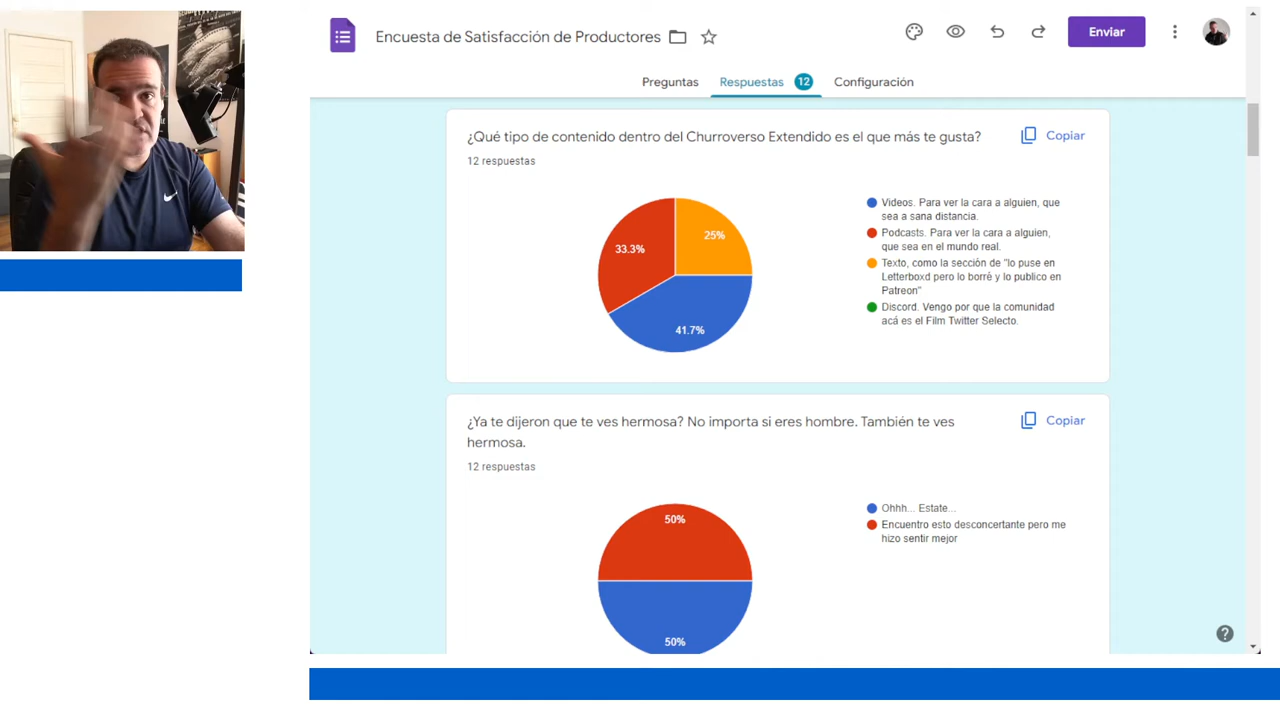 Encuesta de Satisfacción de Productores
Enviar
Preguntas
Respuestas
12
Configuración
¿Qué tipo de contenido dentro del Churroverso Extendido es el que más te gusta?
Copiar
12 respuestas
33.3%
25%
41.7%
Videos. Para ver la cara a alguien, que
sea a sana distancia.
Podcasts. Para ver la cara a alguien,
que sea en el mundo real.
Texto, como la sección de "lo puse en
Letterboxd pero lo borré y lo publico en
Patreon"
Discord. Vengo por que la comunidad
acá es el Film Twitter Selecto.
¿Ya te dijeron que te ves hermosa? No importa si eres hombre. También te ves
hermosa.
Copiar
12 respuestas
50%
50%
Ohhh... Estate...
Encuentro esto desconcertante pero me
hizo sentir mejor